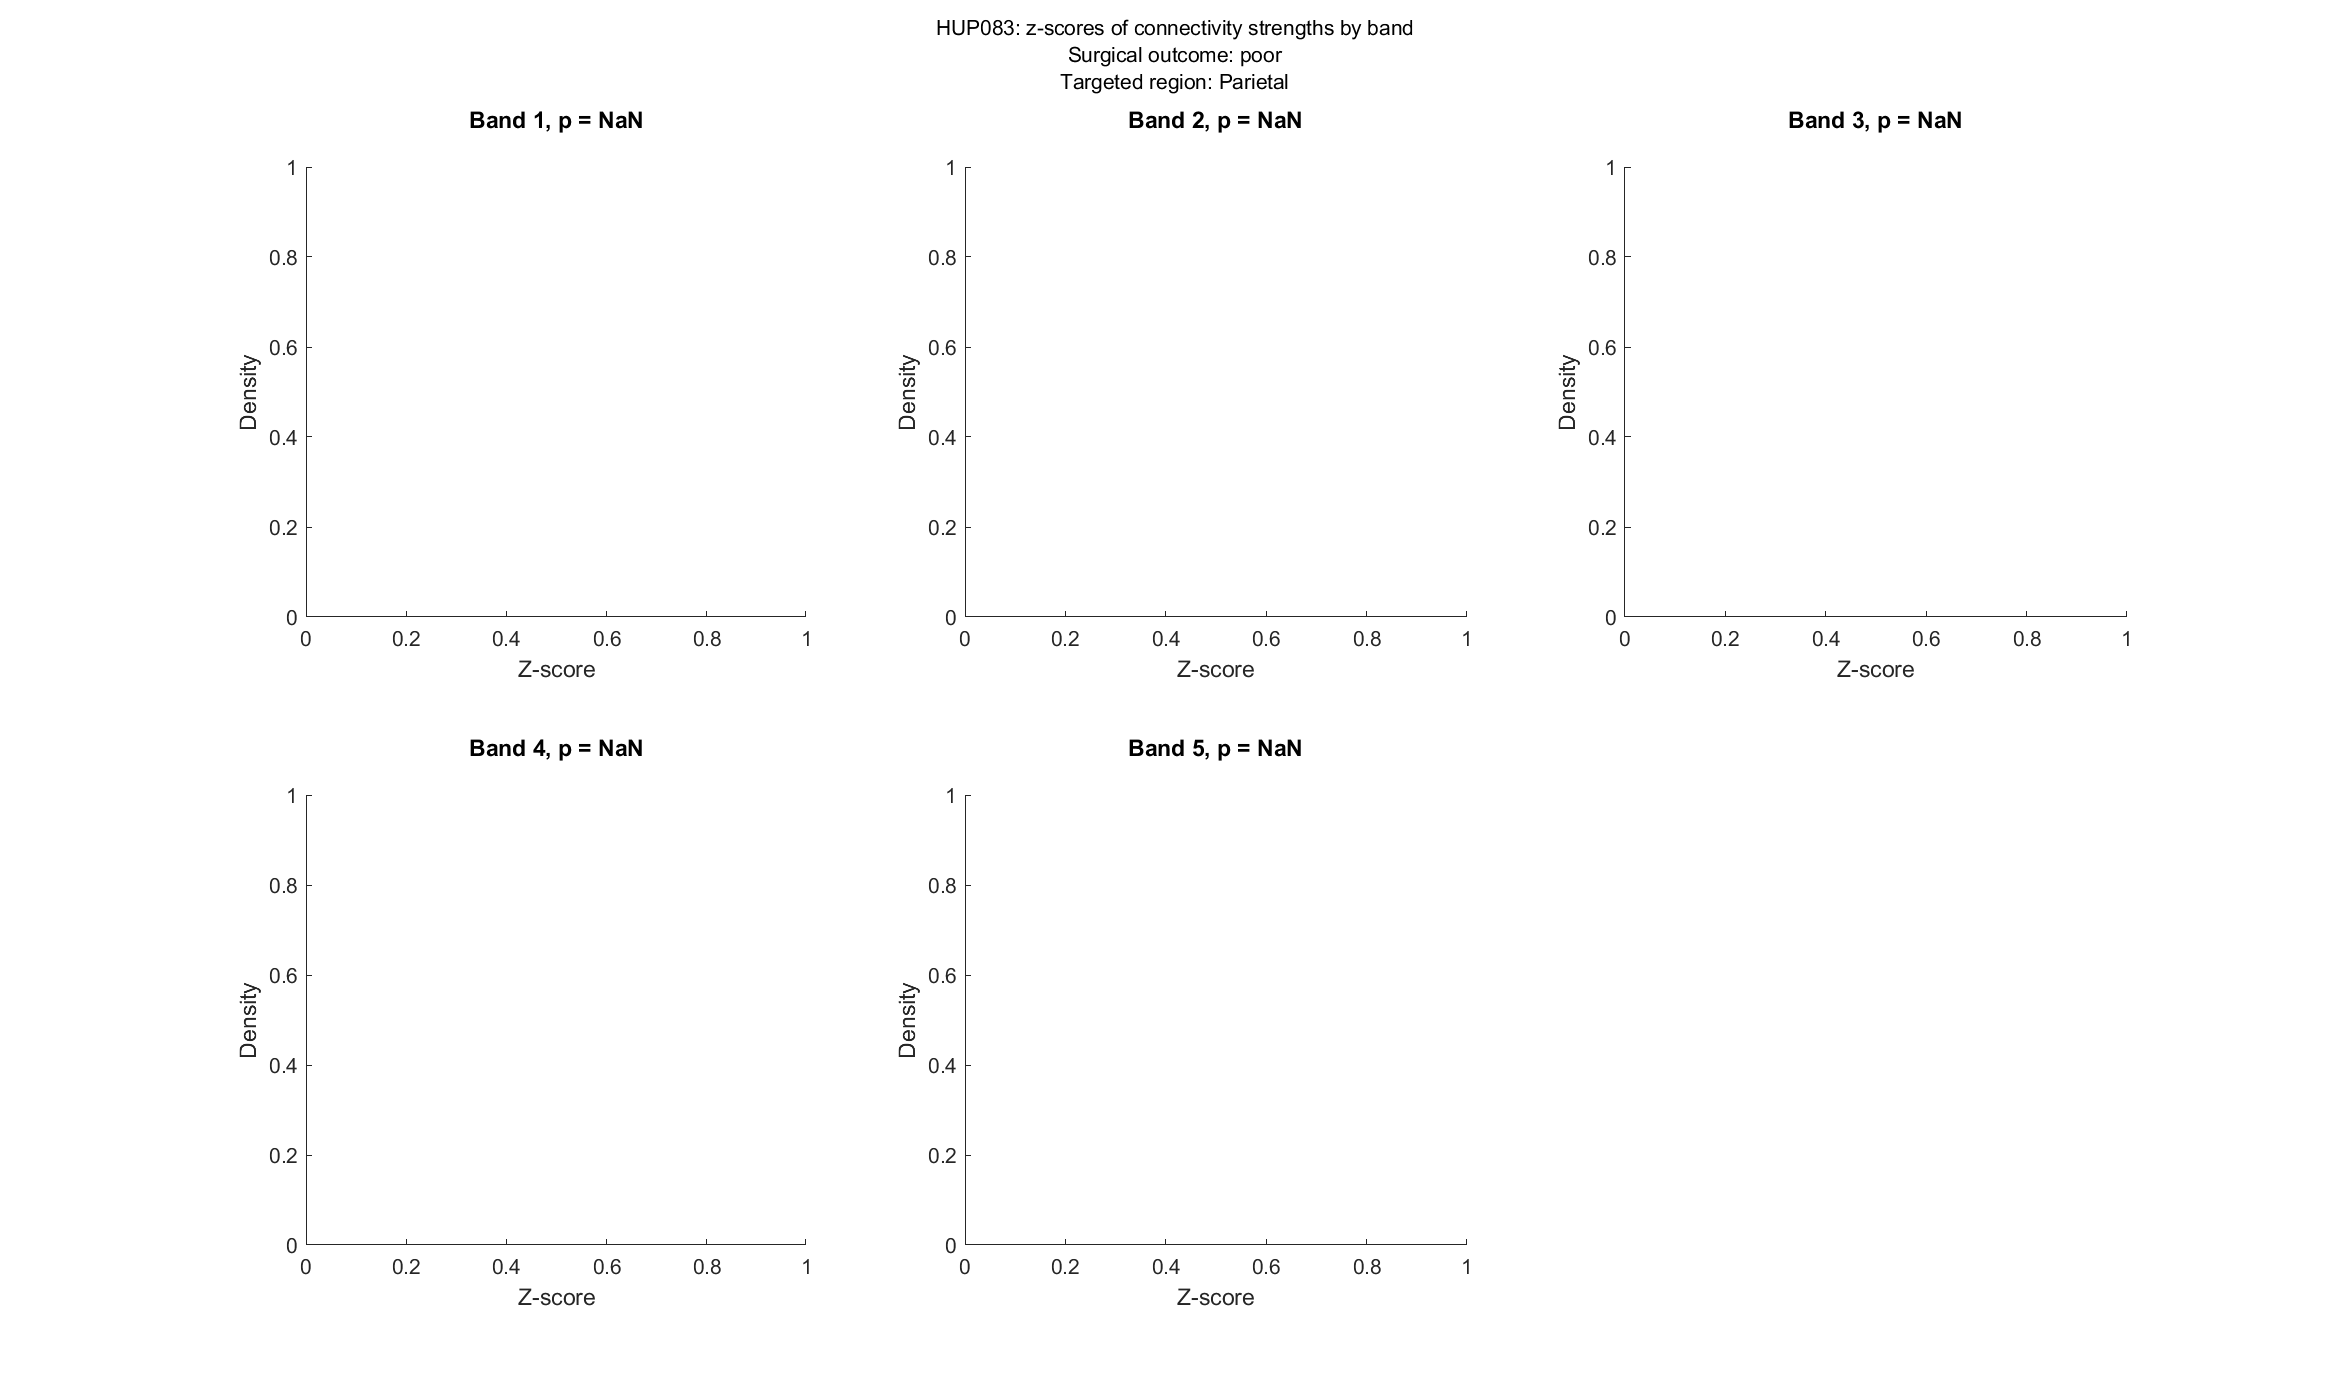 HUP083: z-scores of connectivity strengths by band
Surgical outcome: poor
Targeted region: Parietal
Band 1, p = NaN
1
0.8
0.6
0.4
0.2
0
Density
0 0.2 0.4 0.6 0.8 1
Z-score
Band 2, p = NaN
1
0.8
0.6
0.4
0.2
0
Density
0 0.2 0.4 0.6 0.8 1
Z-score
Band 3, p = NaN
1
0.8
0.6
0.4
0.2
0
Density
0 0.2 0.4 0.6 0.8 1
Z-score
Band 4, p = NaN
1
0.8
0.6
0.4
0.2
0
Density
0 0.2 0.4 0.6 0.8 1
Z-score
Band 5, p = NaN
1
0.8
0.6
0.4
0.2
0
Density
0 0.2 0.4 0.6 0.8 1
Z-score